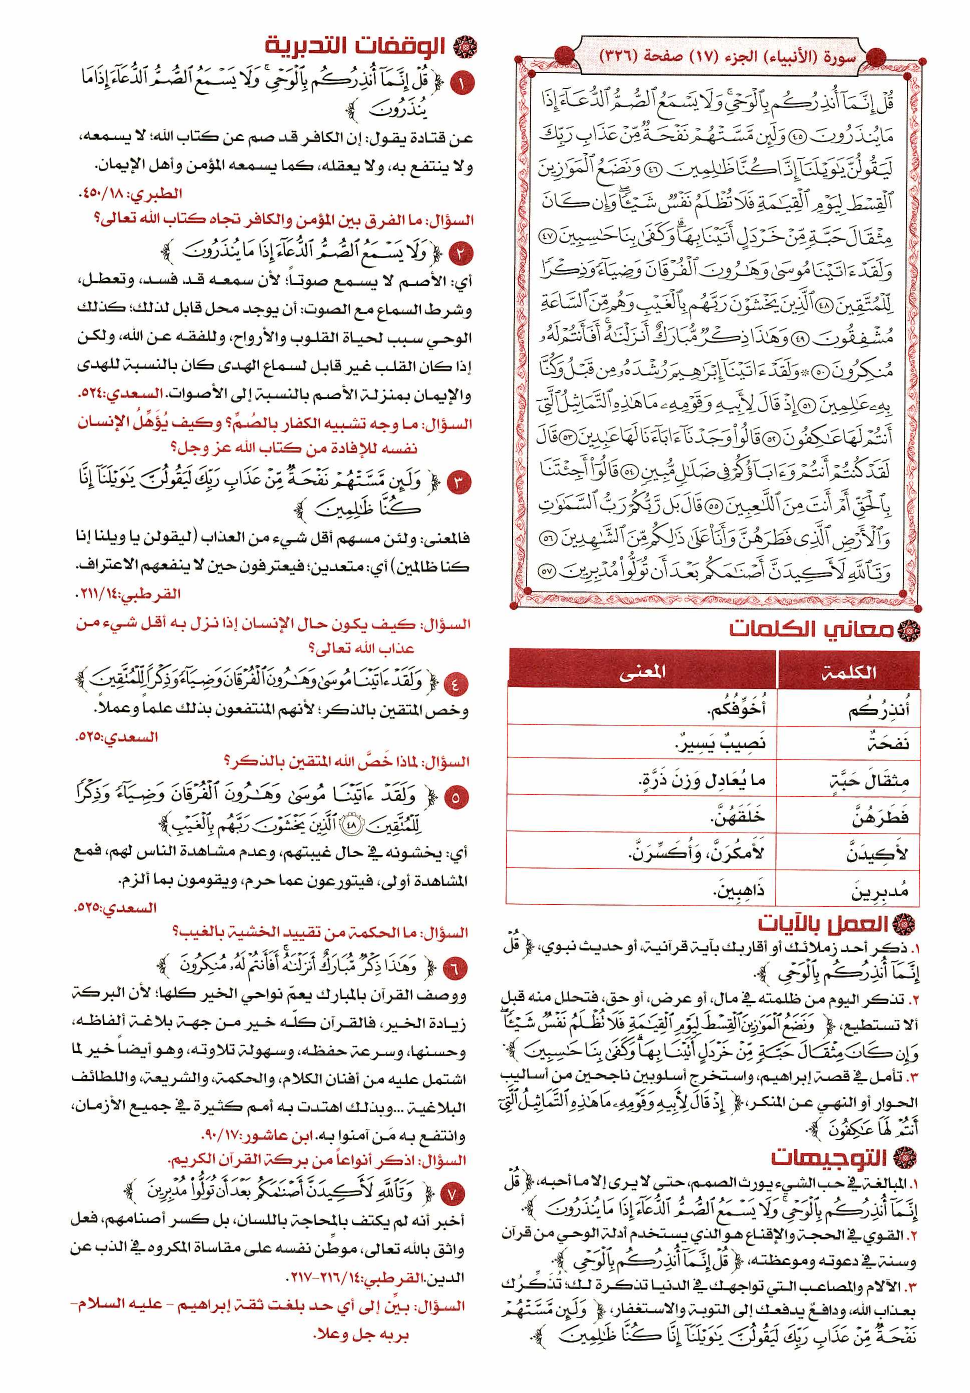 سورة (الأنبياء) الجزء (١٧) صفحة (٣٢٦)
قُلْ إِنَّمَآ أُنذِرُكُم بِٱلْوَحْىِ ۚ وَلَا يَسْمَعُ ٱلصُّمُّ ٱلدُّعَآءَ إِذَا
مَا يُنذَرُونَ ٤٥ وَلَئِن مَّسَّتْهُمْ نَفْحَةٌ مِّنْ عَذَابِ رَبِّكَ
لَيَقُولُنَّ يَٰوَيْلَنَآ إِنَّا كُنَّا ظَٰلِمِينَ ٤٦ وَنَضَعُ ٱلْمَوَٰزِينَ
ٱلْقِسْطَ لِيَوْمِ ٱلْقِيَٰمَةِ فَلَا تُظْلَمُ نَفْسٌ شَيْـًٔا ۖ وَإِن كَانَ
مِثْقَالَ حَبَّةٍ مِّنْ خَرْدَلٍ أَتَيْنَا بِهَا ۗ وَكَفَىٰ بِنَا حَٰسِبِينَ ٤٧
وَلَقَدْ ءَاتَيْنَا مُوسَىٰ وَهَٰرُونَ ٱلْفُرْقَانَ وَضِيَآءً وَذِكْرًا
لِّلْمُتَّقِينَ ٤٨ ٱلَّذِينَ يَخْشَوْنَ رَبَّهُم بِٱلْغَيْبِ وَهُم مِّنَ ٱلسَّاعَةِ
مُشْفِقُونَ ٤٩ وَهَٰذَا ذِكْرٌ مُّبَارَكٌ أَنزَلْنَٰهُ ۚ أَفَأَنتُمْ لَهُۥ
مُنكِرُونَ ٥٠ ۞ وَلَقَدْ ءَاتَيْنَآ إِبْرَٰهِيمَ رُشْدَهُۥ مِن قَبْلُ وَكُنَّا
بِهِۦ عَٰلِمِينَ ٥١ إِذْ قَالَ لِأَبِيهِ وَقَوْمِهِۦ مَا هَٰذِهِ ٱلتَّمَاثِيلُ ٱلَّتِىٓ
أَنتُمْ لَهَا عَٰكِفُونَ ٥٢ قَالُوا۟ وَجَدْنَآ ءَابَآءَنَا لَهَا عَٰبِدِينَ ٥٣ قَالَ
لَقَدْ كُنتُمْ أَنتُمْ وَءَابَآؤُكُمْ فِى ضَلَٰلٍ مُّبِينٍ ٥٤ قَالُوٓا۟ أَجِئْتَنَا
بِٱلْحَقِّ أَمْ أَنتَ مِنَ ٱللَّٰعِبِينَ ٥٥ قَالَ بَل رَّبُّكُمْ رَبُّ ٱلسَّمَٰوَٰتِ
وَٱلْأَرْضِ ٱلَّذِى فَطَرَهُنَّ وَأَنَا۠ عَلَىٰ ذَٰلِكُم مِّنَ ٱلشَّٰهِدِينَ ٥٦
وَتَٱللَّهِ لَأَكِيدَنَّ أَصْنَٰمَكُم بَعْدَ أَن تُوَلُّوا۟ مُدْبِرِينَ ٥٧
معاني الكلمات
الكلمة المعنى
أُنذِرُكُم أُخَوِّفُكُم.
نَفحَةٌ نَصِيبٌ يَسِيرٌ.
مِثقَالَ حَبَّةٍ ما يُعَادِل وَزنَ ذَرَّةٍ.
فَطَرَهُنَّ خَلَقَهُنَّ.
لأَكِيدَنَّ لَأَمكُرَنَّ، وَأُكَسِّرَنَّ.
مُدبِرِينَ ذَاهِبِينَ.
العمل بالآيات
١. ذكر أحد زملائك أو أقاربك بآية قرآنية، أو حديث نبوي، ﴿ قُلْ
إِنَّمَآ أُنذِرُكُم بِٱلْوَحْىِ ﴾.
٢. تذكر اليوم من ظلمته في مال، أو عرض، أو حق، فتحلل منه قبل
ألا تستطيع، ﴿ وَنَضَعُ ٱلْمَوَٰزِينَ ٱلْقِسْطَ لِيَوْمِ ٱلْقِيَٰمَةِ فَلَا تُظْلَمُ نَفْسٌ شَيْـًٔا ۖ
وَإِن كَانَ مِثْقَالَ حَبَّةٍ مِّنْ خَرْدَلٍ أَتَيْنَا بِهَا ۗ وَكَفَىٰ بِنَا حَٰسِبِينَ ﴾.
٣. تأمل في قصة إبراهيم، واستخرج أسلوبين ناجحين من أساليب
الحوار أو النهي عن المنكر، ﴿ إِذْ قَالَ لِأَبِيهِ وَقَوْمِهِۦ مَا هَٰذِهِ ٱلتَّمَاثِيلُ ٱلَّتِىٓ
أَنتُمْ لَهَا عَٰكِفُونَ ﴾.
التوجيهات
١. المبالغة في حب الشيء يورث الصمم، حتى لا يرى إلا ما أحبه، ﴿ قُلْ
إِنَّمَآ أُنذِرُكُم بِٱلْوَحْىِ ۚ وَلَا يَسْمَعُ ٱلصُّمُّ ٱلدُّعَآءَ إِذَا مَا يُنذَرُونَ ﴾.
٢. القوي في الحجة والإقناع هو الذي يستخدم أدلة الوحي من قرآن
وسنة في دعوته وموعظته، ﴿ قُلْ إِنَّمَآ أُنذِرُكُم بِٱلْوَحْىِ ﴾.
٣. الآلام والمصاعب التي تواجهك في الدنيا تذكرة لك؛ تُذَكِّرُك
بعذاب الله، ودافعٌ يدفعك إلى التوبة والاستغفار، ﴿ وَلَئِن مَّسَّتْهُمْ
نَفْحَةٌ مِّنْ عَذَابِ رَبِّكَ لَيَقُولُنَّ يَٰوَيْلَنَآ إِنَّا كُنَّا ظَٰلِمِينَ ﴾.
الوقفات التدبرية
١ ﴿ قُلْ إِنَّمَآ أُنذِرُكُم بِٱلْوَحْىِ ۚ وَلَا يَسْمَعُ ٱلصُّمُّ ٱلدُّعَآءَ إِذَا مَا
يُنذَرُونَ ﴾
عن قتادة يقول: إن الكافر قد صم عن كتاب الله؛ لا يسمعه،
ولا ينتفع به، ولا يعقله، كما يسمعه المؤمن وأهل الإيمان.
الطبري: ٤٥٠/١٨.
السؤال: ما الفرق بين المؤمن والكافر تجاه كتاب الله تعالى؟
٢ ﴿ وَلَا يَسْمَعُ ٱلصُّمُّ ٱلدُّعَآءَ إِذَا مَا يُنذَرُونَ ﴾
أي: الأصم لا يسمع صوتاً؛ لأن سمعه قد فسد، وتعطل،
وشرط السماع مع الصوت: أن يوجد محل قابل لذلك؛ كذلك
الوحي سبب لحياة القلوب والأرواح، وللفقه عن الله، ولكن
إذا كان القلب غير قابل لسماع الهدى كان بالنسبة للهدى
والإيمان بمنزلة الأصم بالنسبة إلى الأصوات. السعدي: ٥٢٤.
السؤال: ما وجه تشبيه الكفار بالصُمِّ؟ وكيف يُؤَهِّلُ الإنسان
نفسه للإفادة من كتاب الله عز وجل؟
٣ ﴿ وَلَئِن مَّسَّتْهُمْ نَفْحَةٌ مِّنْ عَذَابِ رَبِّكَ لَيَقُولُنَّ يَٰوَيْلَنَآ إِنَّا
كُنَّا ظَٰلِمِينَ ﴾
فالمعنى: ولئن مسهم أقل شيء من العذاب (ليقولن يا ويلنا إنا
كنا ظالمين) أي: متعدين؛ فيعترفون حين لا ينفعهم الاعتراف.
القرطبي: ٢١١/١٤.
السؤال: كيف يكون حال الإنسان إذا نزل به أقل شيء من
عذاب الله تعالى؟
٤ ﴿ وَلَقَدْ ءَاتَيْنَا مُوسَىٰ وَهَٰرُونَ ٱلْفُرْقَانَ وَضِيَآءً وَذِكْرًا لِّلْمُتَّقِينَ ﴾
وخص المتقين بالذكر؛ لأنهم المنتفعون بذلك علماً وعملاً.
السعدي: ٥٢٥.
السؤال: لماذا خَصَّ الله المتقين بالذكر؟
٥ ﴿ وَلَقَدْ ءَاتَيْنَا مُوسَىٰ وَهَٰرُونَ ٱلْفُرْقَانَ وَضِيَآءً وَذِكْرًا
لِّلْمُتَّقِينَ ٤٨ ٱلَّذِينَ يَخْشَوْنَ رَبَّهُم بِٱلْغَيْبِ ﴾
أي: يخشونه في حال غيبتهم، وعدم مشاهدة الناس لهم، فمع
المشاهدة أولى، فيتورعون عما حرم، ويقومون بما ألزم.
السعدي: ٥٢٥.
السؤال: ما الحكمة من تقييد الخشية بالغيب؟
٦ ﴿ وَهَٰذَا ذِكْرٌ مُّبَارَكٌ أَنزَلْنَٰهُ ۚ أَفَأَنتُمْ لَهُۥ مُنكِرُونَ ﴾
ووصف القرآن بالمبارك يعمّ نواحي الخير كلها؛ لأن البركة
زيادة الخير، فالقرآن كلّه خير من جهة بلاغة ألفاظه،
وحسنها، وسرعة حفظه، وسهولة تلاوته، وهو أيضاً خير لما
اشتمل عليه من أفنان الكلام، والحكمة، والشريعة، واللطائف
البلاغية ...وبذلك اهتدت به أمم كثيرة في جميع الأزمان،
وانتفع به مَن آمنوا به. ابن عاشور: ٩٠/١٧.
السؤال: اذكر أنواعاً من بركة القرآن الكريم.
٧ ﴿ وَتَٱللَّهِ لَأَكِيدَنَّ أَصْنَٰمَكُم بَعْدَ أَن تُوَلُّوا۟ مُدْبِرِينَ ﴾
أخبر أنه لم يكتف بالمحاجة باللسان، بل كسر أصنامهم، فعل
واثق بالله تعالى، موطن نفسه على مقاساة المكروه في الذب عن
الدين. القرطبي: ٢١٦/١٤-٢١٧.
السؤال: بيِّن إلى أي حد بلغت ثقة إبراهيم - عليه السلام-
بربه جل وعلا.